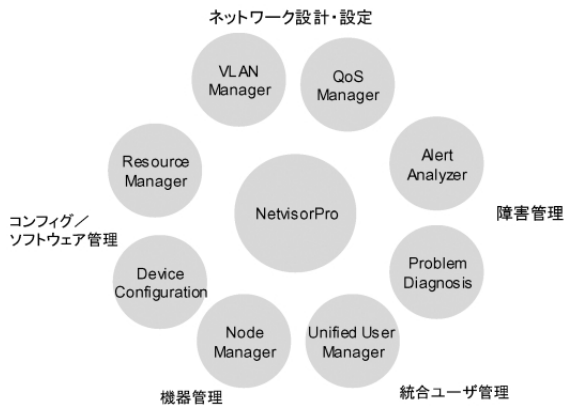 ネットワーク設計・設定
VLAN
Manager
QoS
Manager
Resource
Manager
Alert
Analyzer
NetvisorPro
コンフィグ／
ソフトウェア管理
障害管理
Device
Configuration
Problem
Diagnosis
Node
Manager
Unified User
Manager
機器管理
統合ユーザ管理